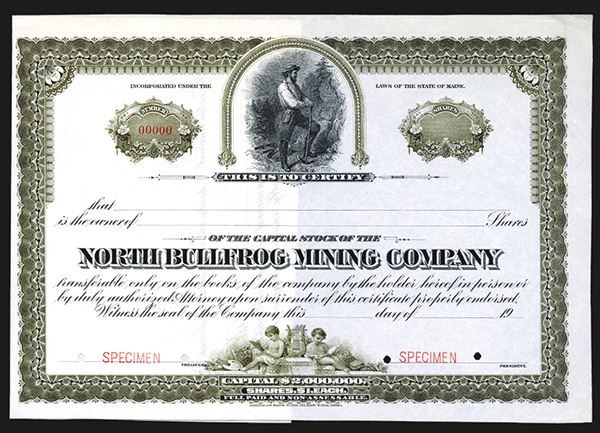 INCORPORATED UNDER THE LAWS OF THE STATE OF MAINE.
NUMBER SHARES
00000
THIS IS TO CERTIFY
that
is the owner of Shares
OF THE CAPITAL STOCK OF THE
NORTH BULLFROG MINING COMPANY
transferable only on the books of the company by the holder hereof in person or
by duly authorized Attorney upon surrender of this certificate properly endorsed.
Witness the seal of the Company this day of 19
SPECIMEN SPECIMEN
TREASURER PRESIDENT.
CAPITAL $2,000,000.
SHARES, $1. EACH.
FULL PAID AND NON-ASSESSABLE.